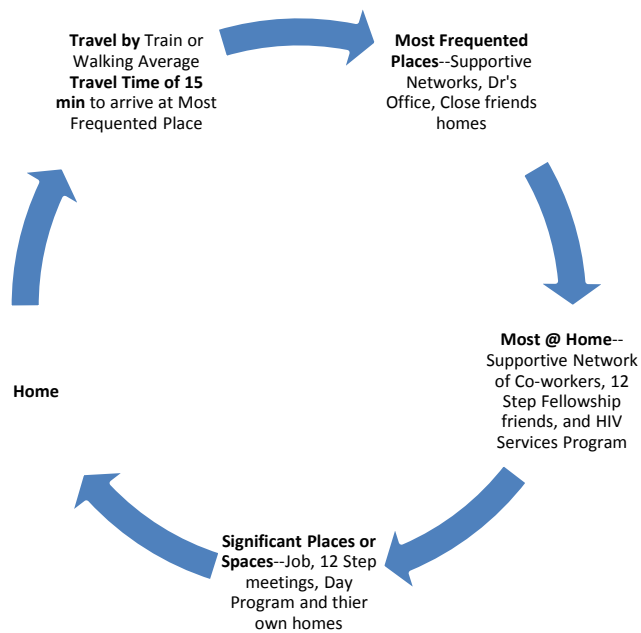 Travel by Train or
Walking Average
Travel Time of 15
min to arrive at Most
Frequented Place
Most Frequented
Places--Supportive
Networks, Dr's
Office, Close friends
homes
Most @ Home--
Supportive Network
of Co-workers, 12
Step Fellowship
friends, and HIV
Services Program
Significant Places or
Spaces--Job, 12 Step
meetings, Day
Program and thier
own homes
Home